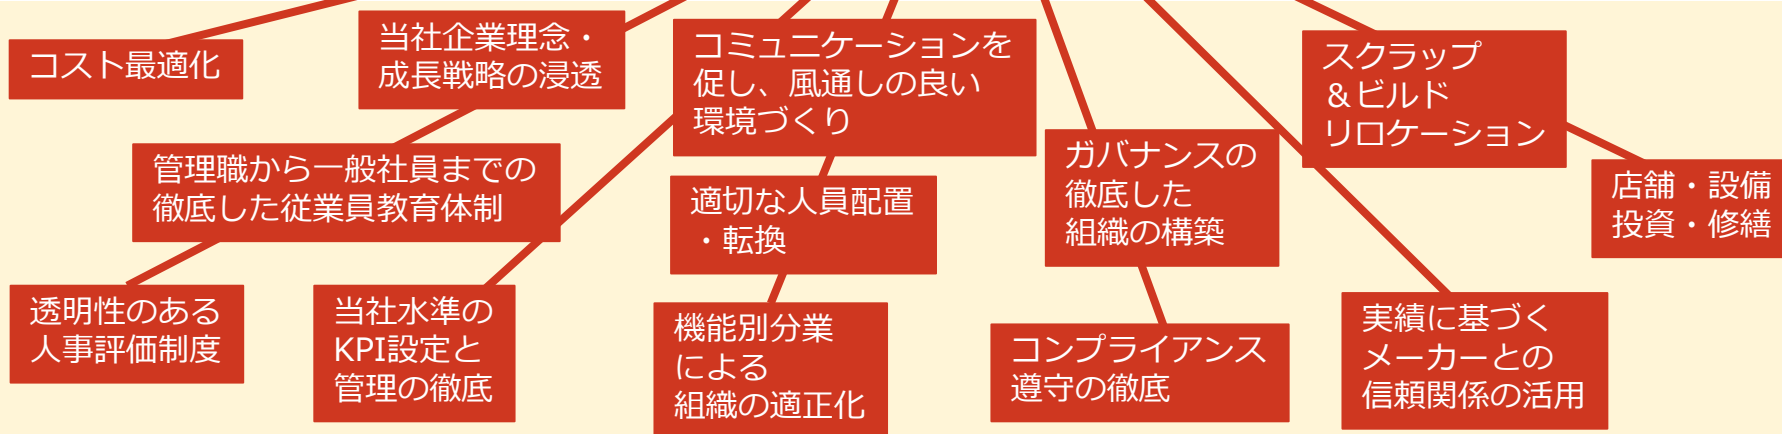 コスト最適化
当社企業理念・
成長戦略の浸透
コミュニケーションを
促し、風通しの良い
環境づくり
スクラップ
＆ビルド
リロケーション
管理職から一般社員までの
徹底した従業員教育体制
適切な人員配置
・転換
ガバナンスの
徹底した
組織の構築
店舗・設備
投資・修繕
透明性のある
人事評価制度
当社水準の
KPI設定と
管理の徹底
機能別分業
による
組織の適正化
コンプライアンス
遵守の徹底
実績に基づく
メーカーとの
信頼関係の活用